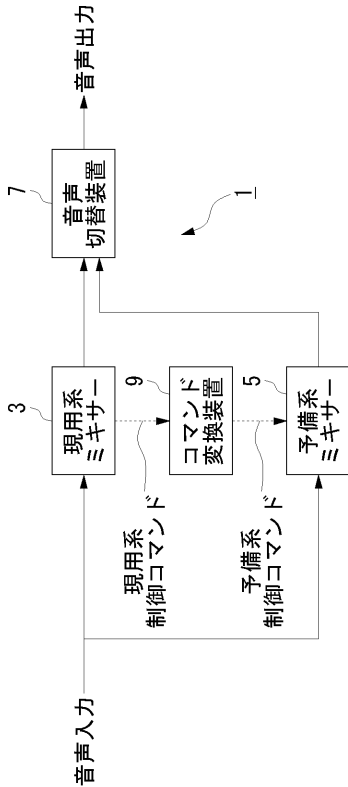 音声入力
3
現用系
ミキサー
現用系
制御コマンド
9
コマンド
変換装置
予備系
制御コマンド
5
予備系
ミキサー
7
音声
切替装置
音声出力
1